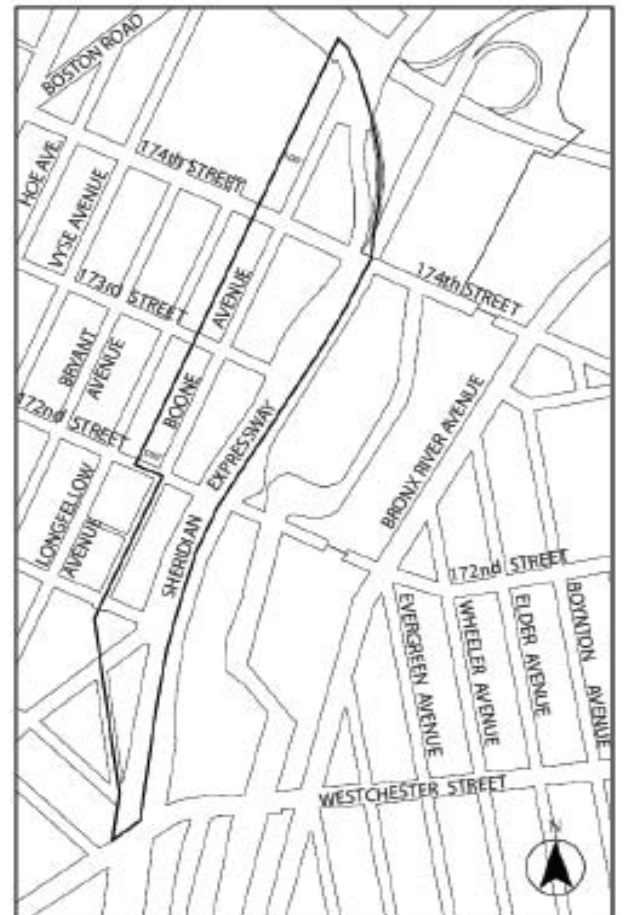 BOSTON ROAD
HOE AVE.
VYSE AVENUE
174th STREET
173rd STREET
BRYANT
AVENUE
BOONE
AVENUE
172nd STREET
LONGFELLOW
AVENUE
SHERIDAN
EXPRESSWAY
174th STREET
BRONX RIVER AVENUE
172nd STREET
EVERGREEN AVENUE
WHEELER AVENUE
ELDER AVENUE
BOYNTON
AVENUE
WESTCHESTER STREET
N